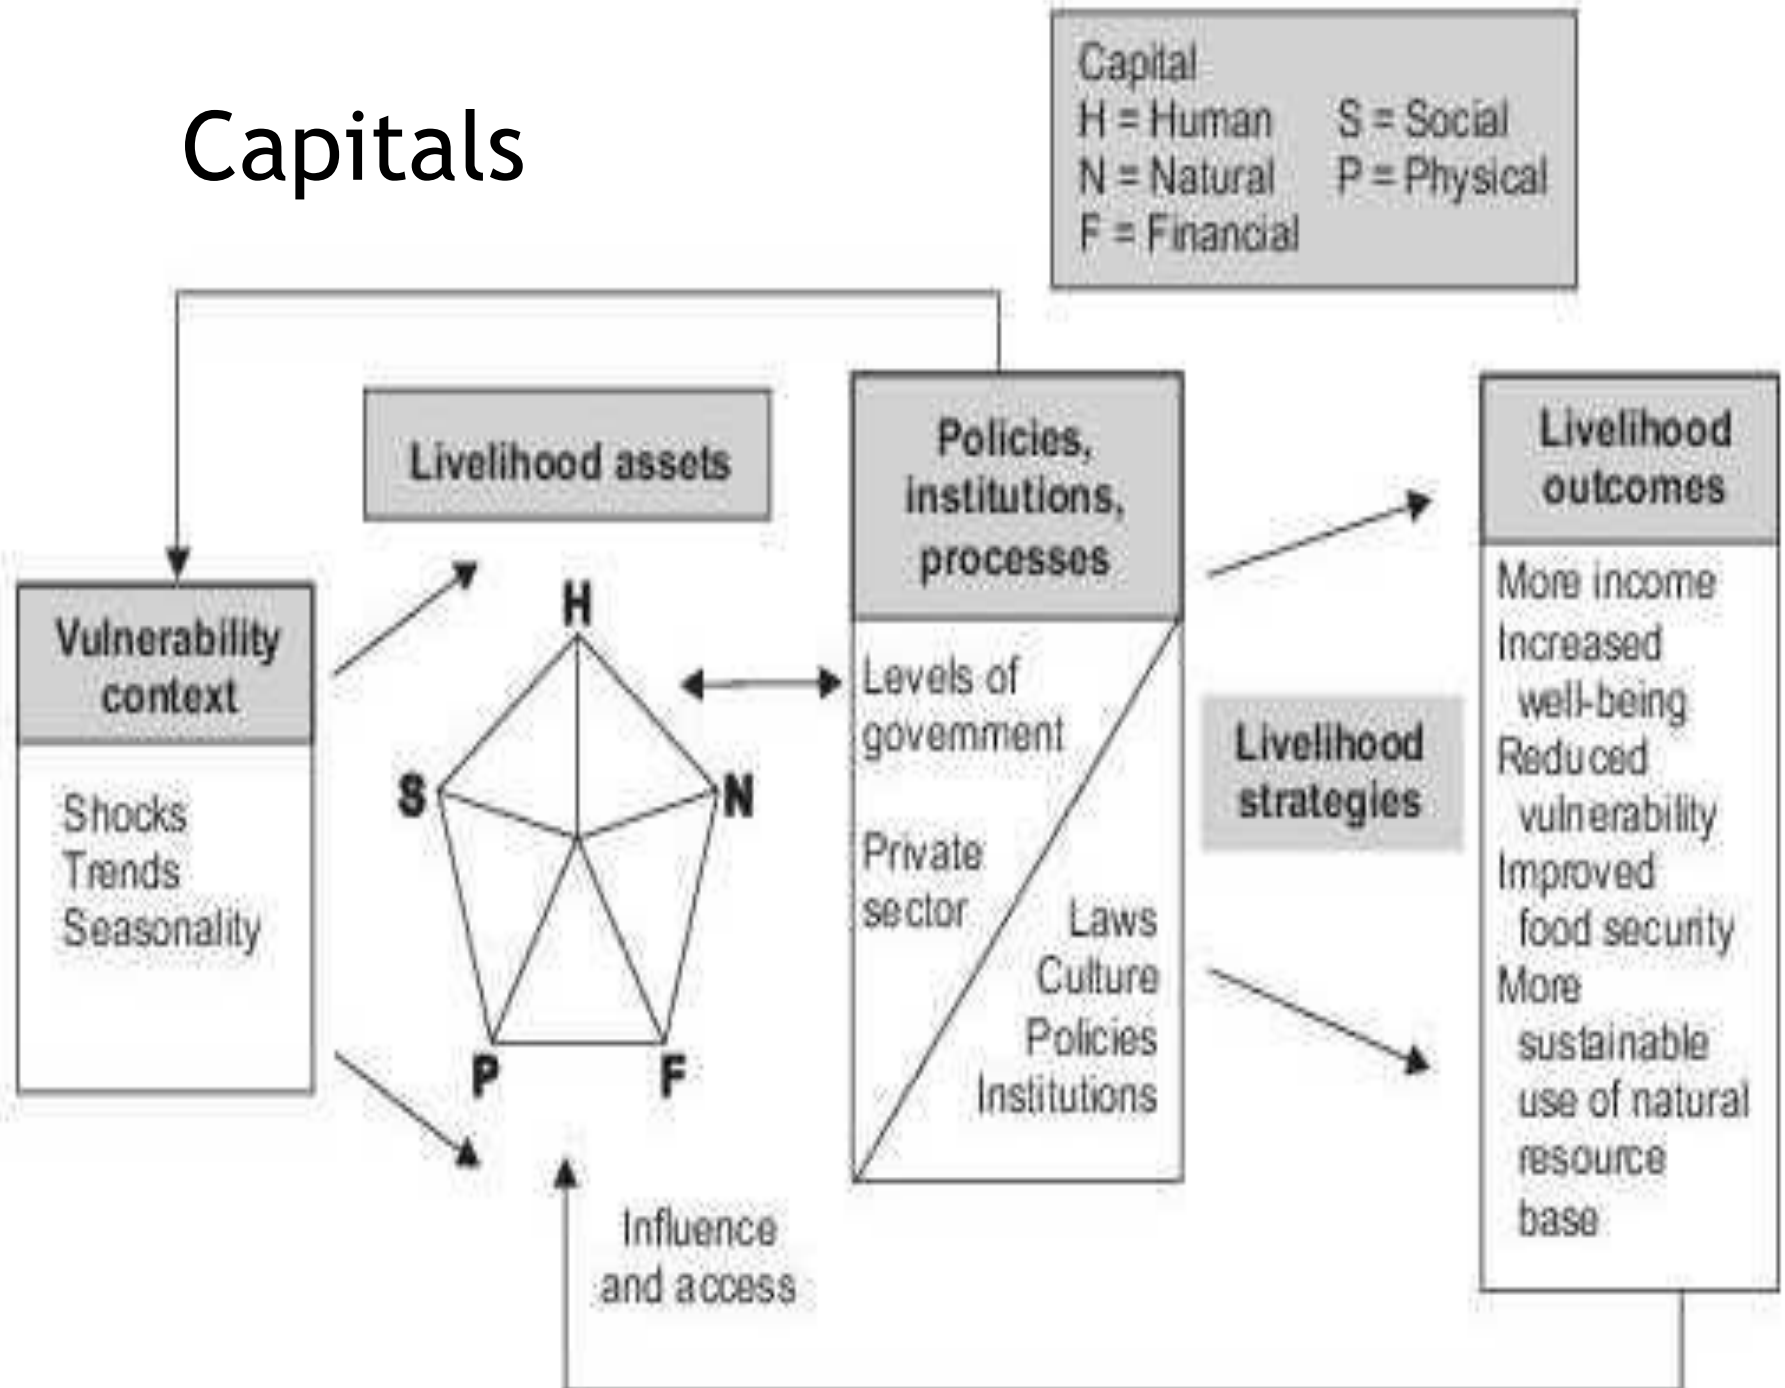 Capitals
Capital
H = Human S = Social
N = Natural P = Physical
F = Financial
Livelihood assets
Policies,
institutions,
processes
Livelihood
outcomes
Vulnerability
context
Shocks
Trends
Seasonality
H
S
N
P
F
Levels of
government
Private
sector
Laws
Culture
Policies
Institutions
Livelihood
strategies
More income
Increased
well-being
Reduced
vulnerability
Improved
food security
More
sustainable
use of natural
resource
base
Influence
and access